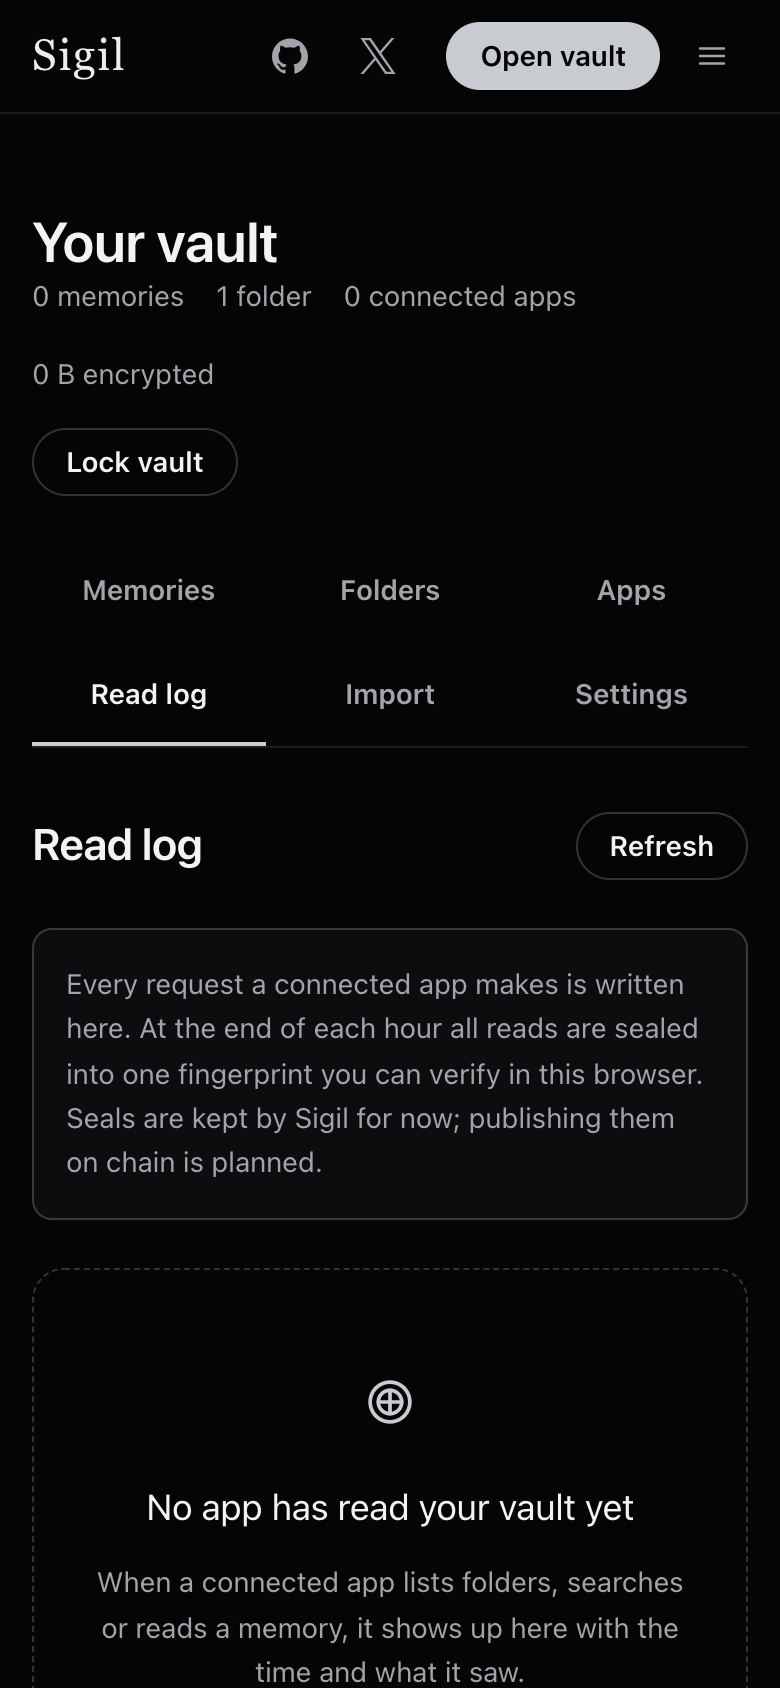 Sigil
Open vault
Your vault
0 memories 1 folder 0 connected apps
0 B encrypted
Lock vault
Memories Folders Apps
Read log Import Settings
Read log
Refresh
Every request a connected app makes is written
here. At the end of each hour all reads are sealed
into one fingerprint you can verify in this browser.
Seals are kept by Sigil for now; publishing them
on chain is planned.
No app has read your vault yet
When a connected app lists folders, searches
or reads a memory, it shows up here with the
time and what it saw.